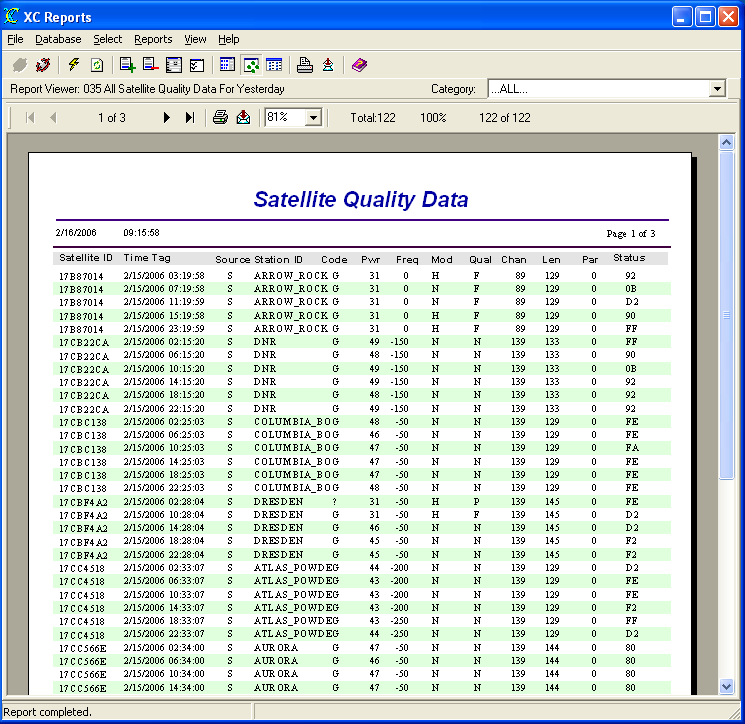 XC Reports
File Database Select Reports View Help
Report Viewer: 035 All Satellite Quality Data For Yesterday Category: ...ALL...
1 of 3 81% Total:122 100% 122 of 122
Satellite Quality Data
2/16/2006 09:15:58 Page 1 of 3
Satellite ID Time Tag Source Station ID Code Pwr Freq Mod Qual Chan Len Par Status
17B87014 2/15/2006 03:19:58 S ARROW_ROCK G 31 0 H F 89 129 0 92
17B87014 2/15/2006 07:19:58 S ARROW_ROCK G 31 0 N F 89 129 0 0B
17B87014 2/15/2006 11:19:59 S ARROW_ROCK G 31 0 H F 89 129 0 D2
17B87014 2/15/2006 15:19:58 S ARROW_ROCK G 31 0 H F 89 129 0 90
17B87014 2/15/2006 23:19:59 S ARROW_ROCK G 31 0 H F 89 129 0 FF
17CB22CA 2/15/2006 02:15:20 S DNR G 49 -150 N N 139 133 0 FF
17CB22CA 2/15/2006 06:15:20 S DNR G 48 -150 N N 139 133 0 90
17CB22CA 2/15/2006 10:15:20 S DNR G 49 -150 N N 139 133 0 0B
17CB22CA 2/15/2006 14:15:20 S DNR G 49 -150 N N 139 133 0 92
17CB22CA 2/15/2006 18:15:20 S DNR G 48 -150 N N 139 133 0 92
17CB22CA 2/15/2006 22:15:20 S DNR G 49 -150 N N 139 133 0 92
17CBC138 2/15/2006 02:25:03 S COLUMBIA_BOG 48 -50 N N 139 129 0 FE
17CBC138 2/15/2006 06:25:03 S COLUMBIA_BOG 46 -50 N N 139 129 0 FE
17CBC138 2/15/2006 10:25:03 S COLUMBIA_BOG 47 -50 N N 139 129 0 FA
17CBC138 2/15/2006 14:25:03 S COLUMBIA_BOG 47 -50 N N 139 129 0 FE
17CBC138 2/15/2006 18:25:03 S COLUMBIA_BOG 47 -50 N N 139 129 0 FE
17CBC138 2/15/2006 22:25:03 S COLUMBIA_BOG 48 -50 N N 139 129 0 FE
17CBF4A2 2/15/2006 02:28:04 S DRESDEN ? 31 -50 H P 139 145 0 FE
17CBF4A2 2/15/2006 10:28:04 S DRESDEN G 31 -50 H F 139 145 0 D2
17CBF4A2 2/15/2006 14:28:04 S DRESDEN G 46 -50 N N 139 145 0 D2
17CBF4A2 2/15/2006 18:28:04 S DRESDEN G 45 -50 N N 139 145 0 F2
17CBF4A2 2/15/2006 22:28:04 S DRESDEN G 45 -50 N N 139 145 0 F2
17CC4518 2/15/2006 02:33:07 S ATLAS_POWDEG 44 -200 N N 139 129 0 D2
17CC4518 2/15/2006 06:33:07 S ATLAS_POWDEG 43 -200 N N 139 129 0 FE
17CC4518 2/15/2006 10:33:07 S ATLAS_POWDEG 43 -200 N N 139 129 0 FE
17CC4518 2/15/2006 14:33:07 S ATLAS_POWDEG 43 -200 N N 139 129 0 F2
17CC4518 2/15/2006 18:33:07 S ATLAS_POWDEG 43 -250 N N 139 129 0 FF
17CC4518 2/15/2006 22:33:07 S ATLAS_POWDEG 44 -250 N N 139 129 0 D2
17CC566E 2/15/2006 02:34:00 S AURORA G 47 -50 N N 139 144 0 80
17CC566E 2/15/2006 06:34:00 S AURORA G 46 -50 N N 139 144 0 80
17CC566E 2/15/2006 10:34:00 S AURORA G 47 -50 N N 139 144 0 80
17CC566E 2/15/2006 14:34:00 S AURORA G 47 -50 N N 139 144 0 80
Report completed.